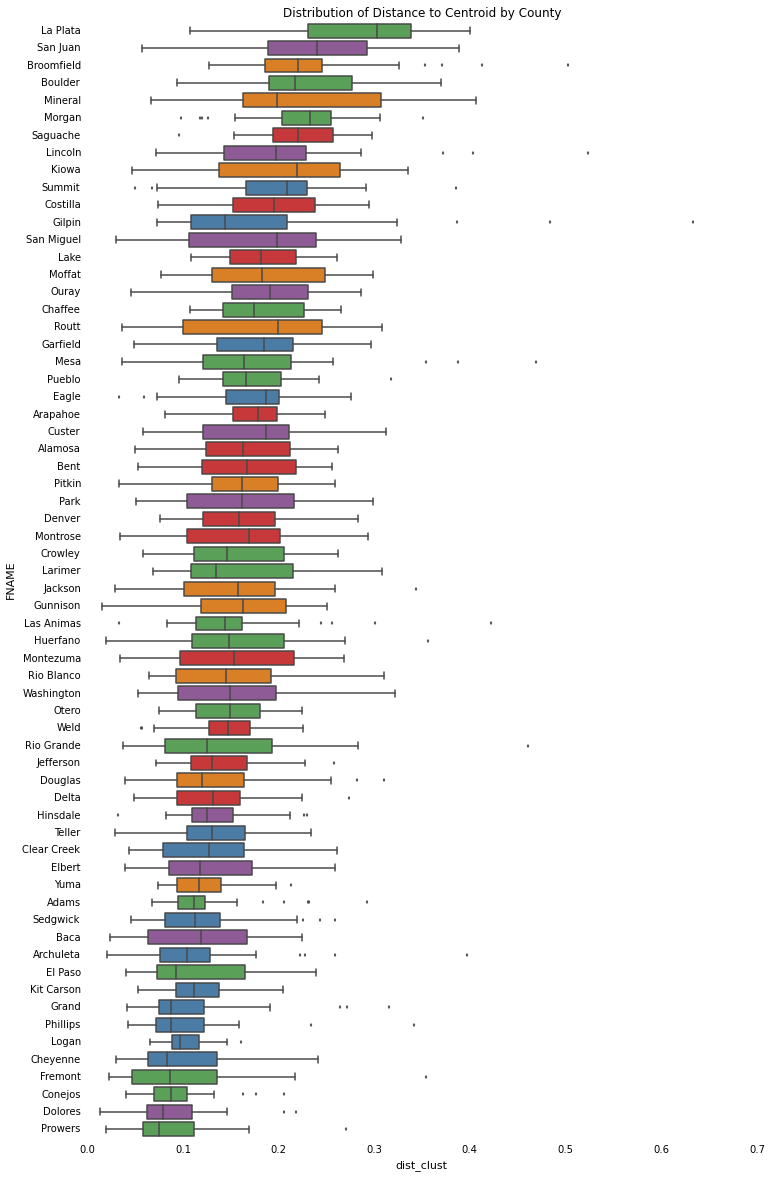 Distribution of Distance to Centroid by County
La Plata
San Juan
Broomfield
Boulder
Mineral
Morgan
Saguache
Lincoln
Kiowa
Summit
Costilla
Gilpin
San Miguel
Lake
Moffat
Ouray
Chaffee
Routt
Garfield
Mesa
Pueblo
Eagle
Arapahoe
Custer
Alamosa
Bent
Pitkin
Park
Denver
Montrose
Crowley
Larimer
Jackson
Gunnison
Las Animas
Huerfano
Montezuma
Rio Blanco
Washington
Otero
Weld
Rio Grande
Jefferson
Douglas
Delta
Hinsdale
Teller
Clear Creek
Elbert
Yuma
Adams
Sedgwick
Baca
Archuleta
El Paso
Kit Carson
Grand
Phillips
Logan
Cheyenne
Fremont
Conejos
Dolores
Prowers
FNAME
0.0 0.1 0.2 0.3 0.4 0.5 0.6 0.7
dist_clust